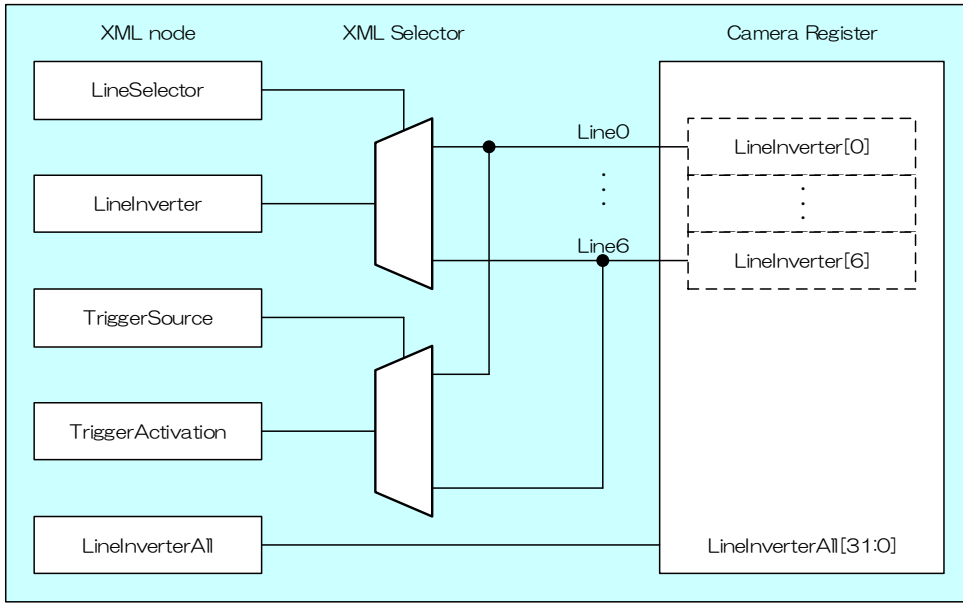 XML node XML Selector Camera Register
LineSelector
Line0
LineInverter[0]
LineInverter
Line6
LineInverter[6]
TriggerSource
TriggerActivation
LineInverterAll
LineInverterAll[31:0]